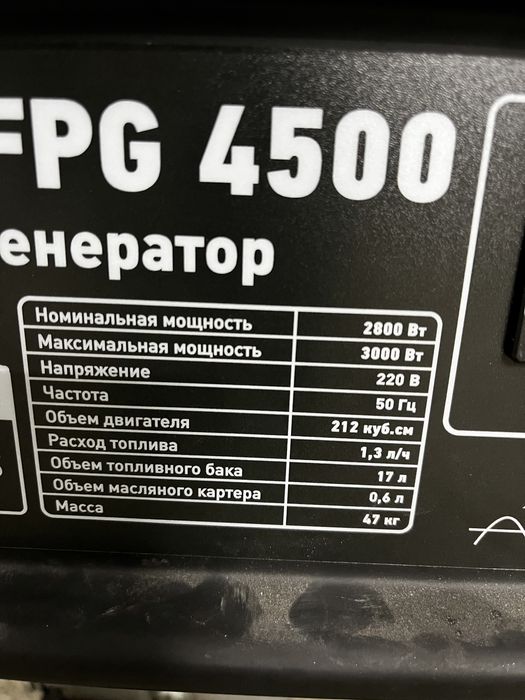 FPG 4500
енератор
Номинальная мощность 2800 Вт
Максимальная мощность 3000 Вт
Напряжение 220 В
Частота 50 Гц
Объем двигателя 212 куб.см
Расход топлива 1,3 л/ч
Объем топливного бака 17 л
Объем масляного картера 0,6 л
Масса 47 кг